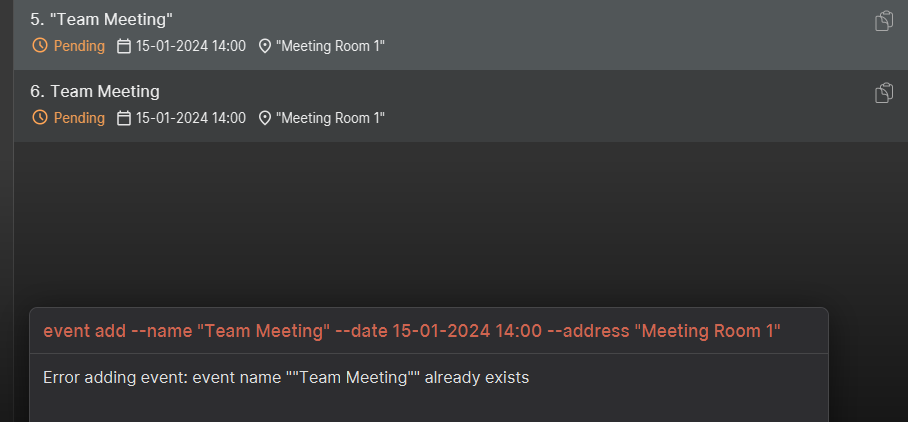 5. "Team Meeting"
Pending 15-01-2024 14:00 "Meeting Room 1"
6. Team Meeting
Pending 15-01-2024 14:00 "Meeting Room 1"
event add --name "Team Meeting" --date 15-01-2024 14:00 --address "Meeting Room 1"
Error adding event: event name ""Team Meeting"" already exists